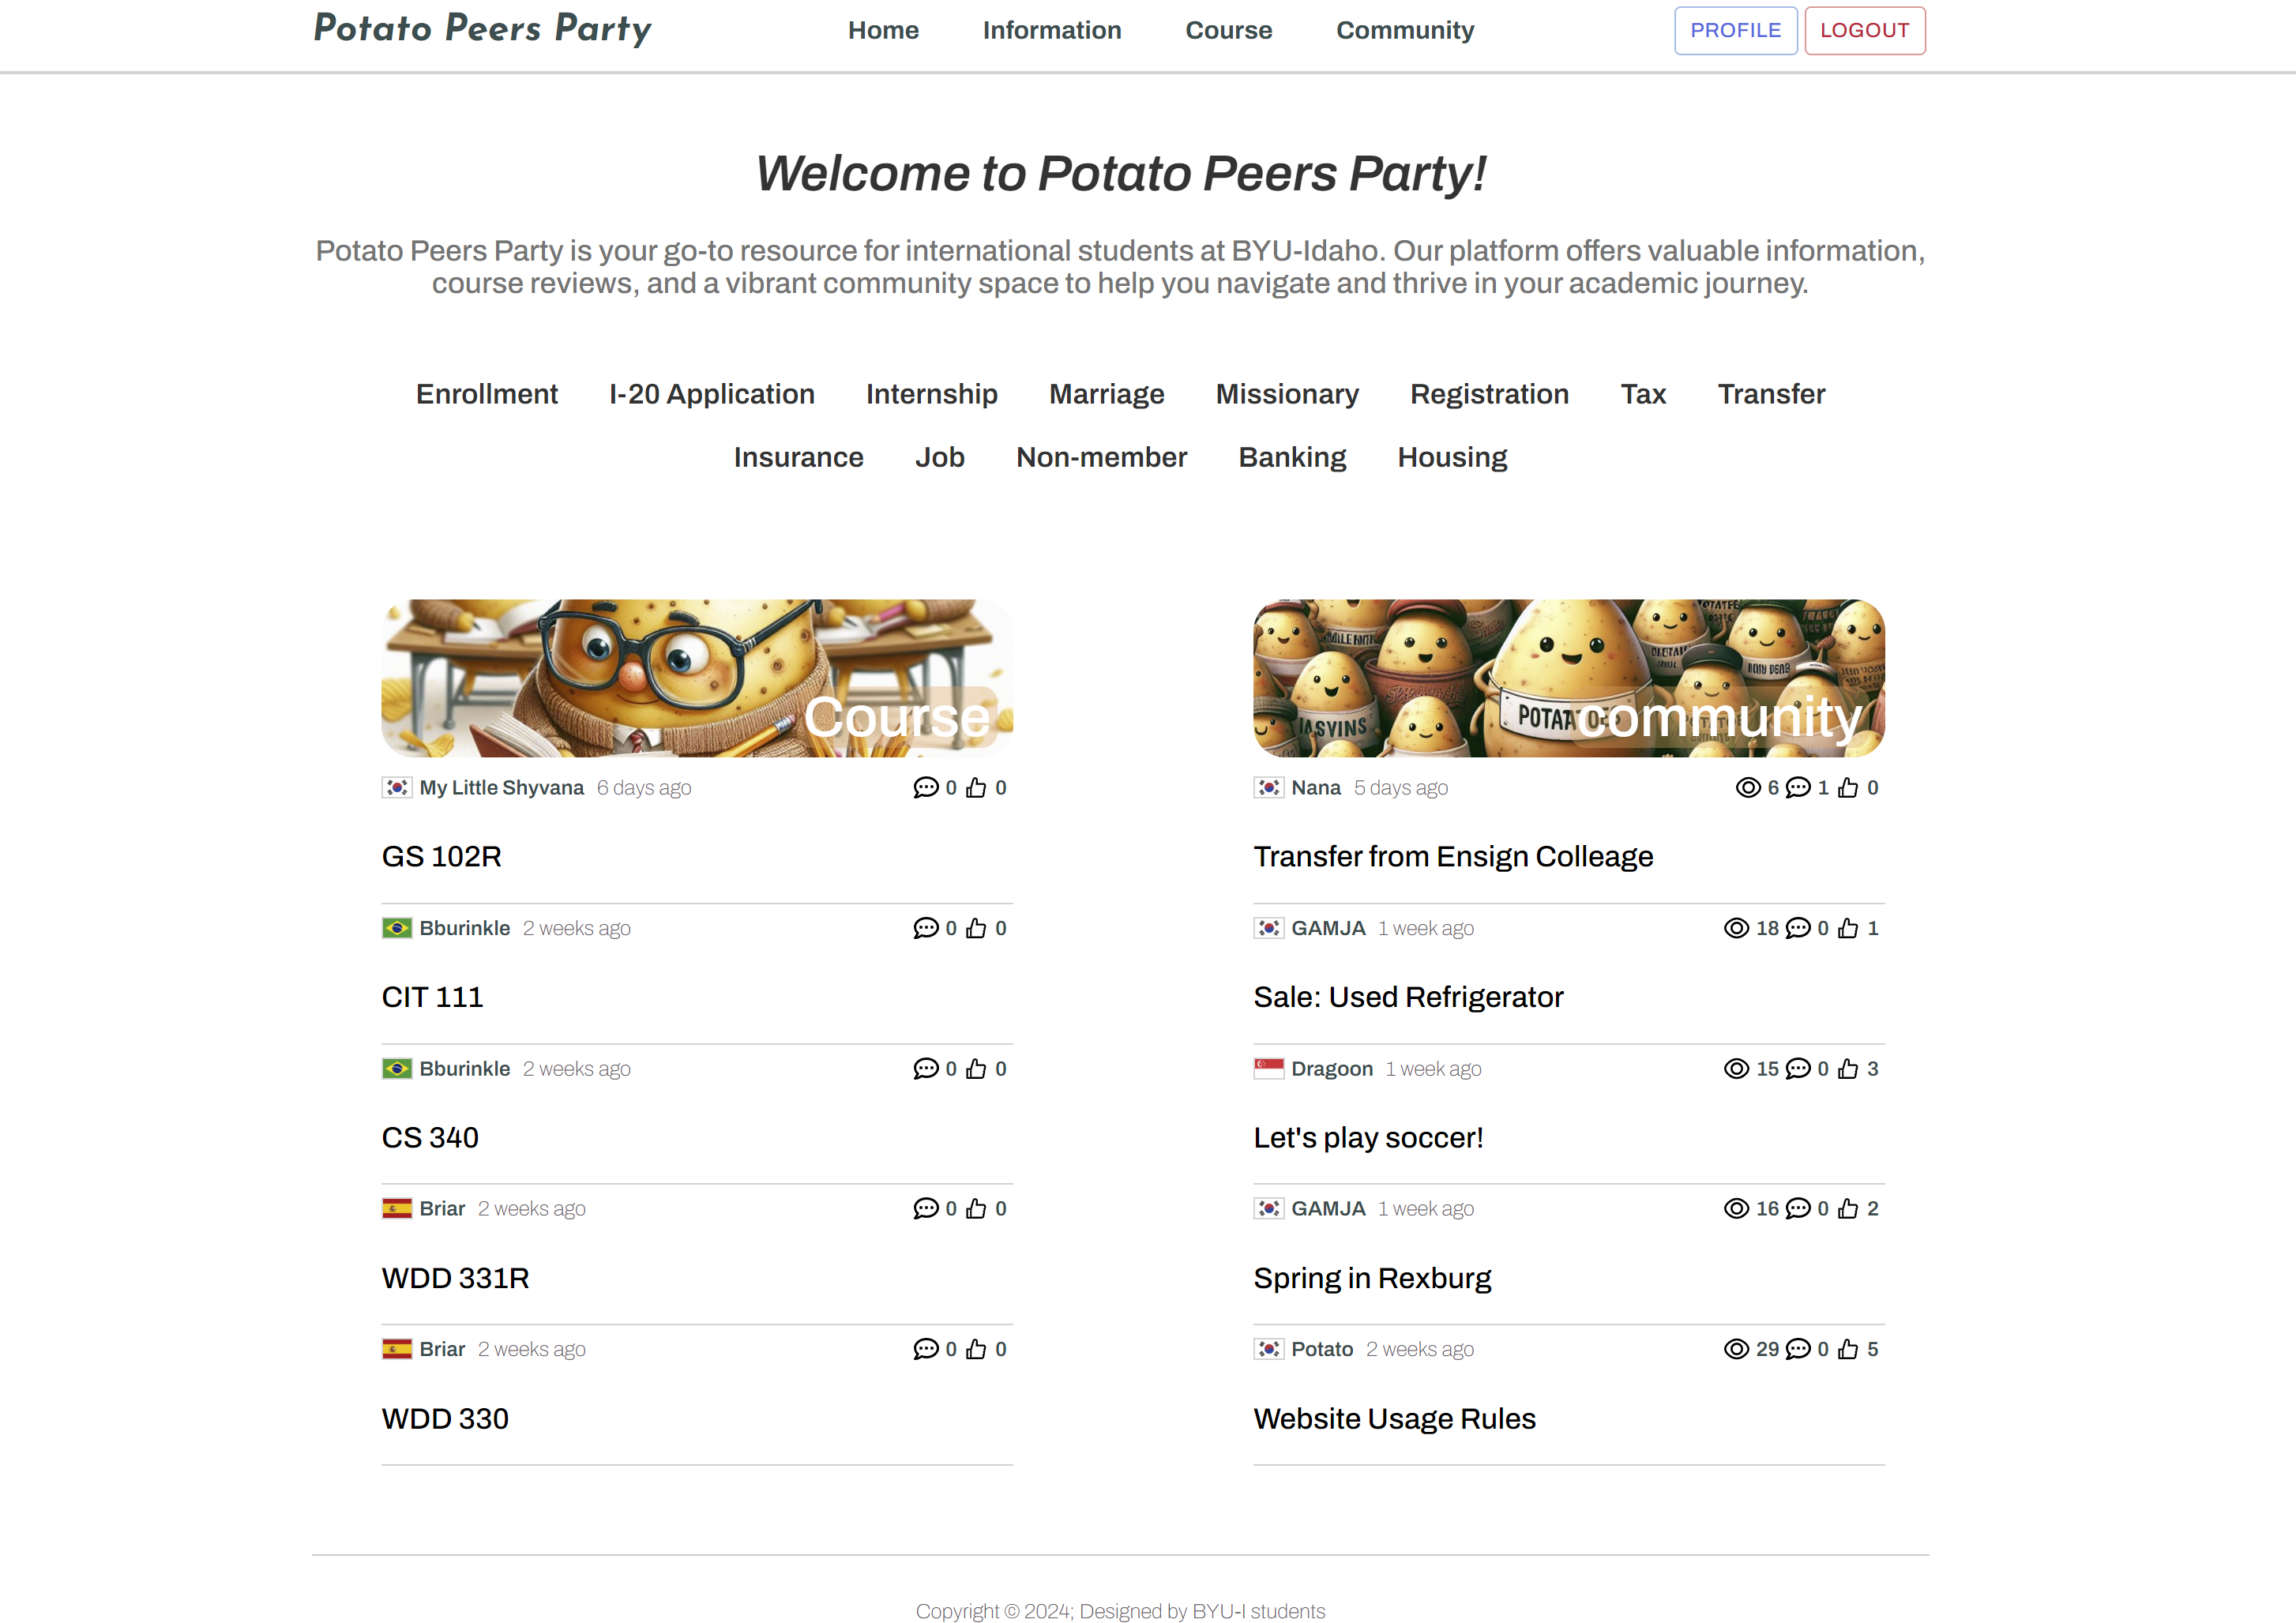 Potato Peers Party
Home Information Course Community
PROFILE LOGOUT
Welcome to Potato Peers Party!
Potato Peers Party is your go-to resource for international students at BYU-Idaho. Our platform offers valuable information,
course reviews, and a vibrant community space to help you navigate and thrive in your academic journey.
Enrollment I-20 Application Internship Marriage Missionary Registration Tax Transfer
Insurance Job Non-member Banking Housing
Course
My Little Shyvana 6 days ago 0 0
GS 102R
Bburinkle 2 weeks ago 0 0
CIT 111
Bburinkle 2 weeks ago 0 0
CS 340
Briar 2 weeks ago 0 0
WDD 331R
Briar 2 weeks ago 0 0
WDD 330
community
Nana 5 days ago 6 1 0
Transfer from Ensign Colleage
GAMJA 1 week ago 18 0 1
Sale: Used Refrigerator
Dragoon 1 week ago 15 0 3
Let's play soccer!
GAMJA 1 week ago 16 0 2
Spring in Rexburg
Potato 2 weeks ago 29 0 5
Website Usage Rules
Copyright © 2024; Designed by BYU-I students